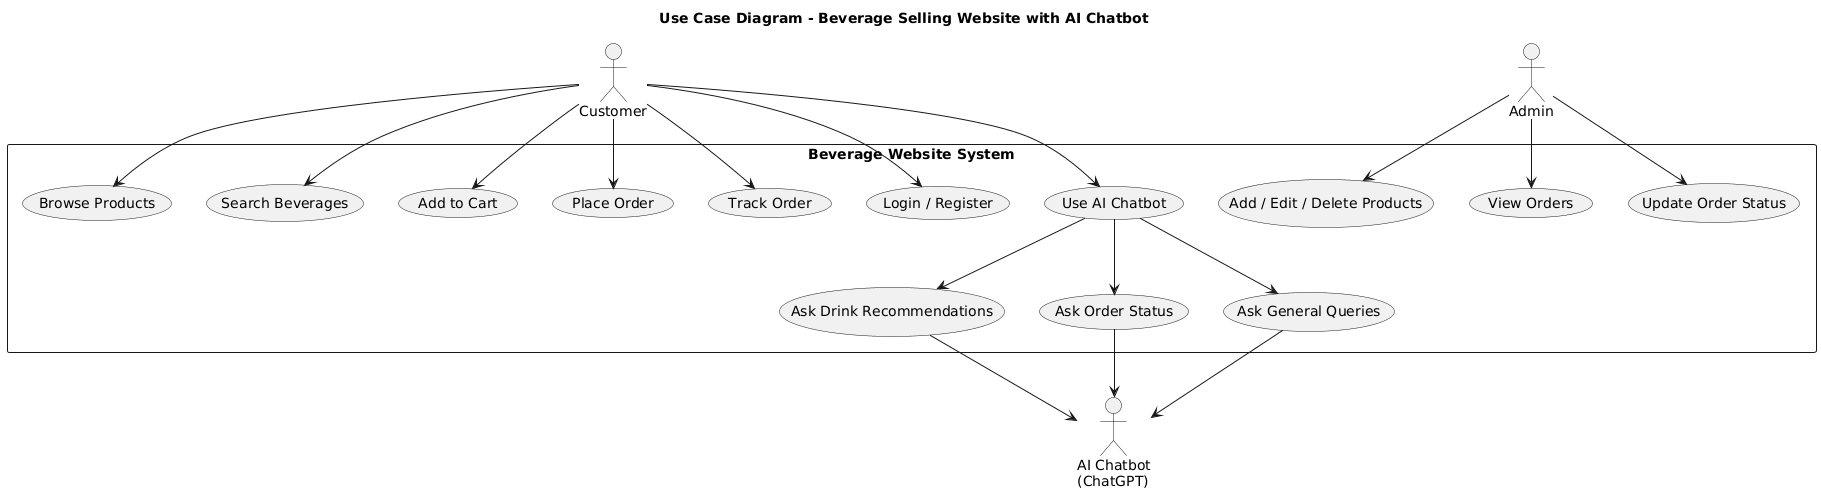 Use Case Diagram - Beverage Selling Website with AI Chatbot
Customer
Admin
Beverage Website System
Browse Products
Search Beverages
Add to Cart
Place Order
Track Order
Login / Register
Use AI Chatbot
Add / Edit / Delete Products
View Orders
Update Order Status
Ask Drink Recommendations
Ask Order Status
Ask General Queries
AI Chatbot
(ChatGPT)